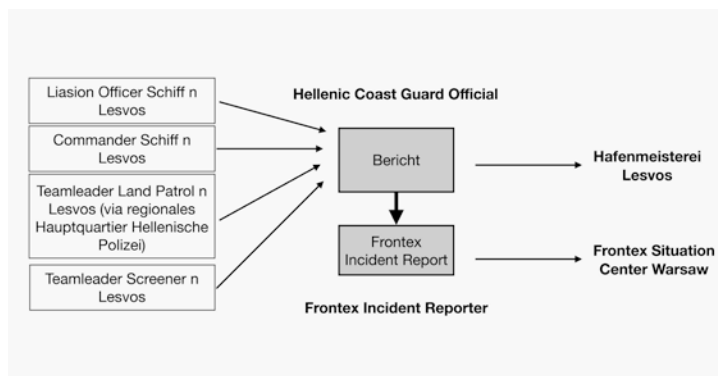 Liasion Officer Schiff n
Lesvos
Commander Schiff n
Lesvos
Teamleader Land Patrol n
Lesvos (via regionales
Hauptquartier Hellenische
Polizei)
Teamleader Screener n
Lesvos
Hellenic Coast Guard Official
Bericht
Frontex
Incident Report
Frontex Incident Reporter
Hafenmeisterei
Lesvos
Frontex Situation
Center Warsaw